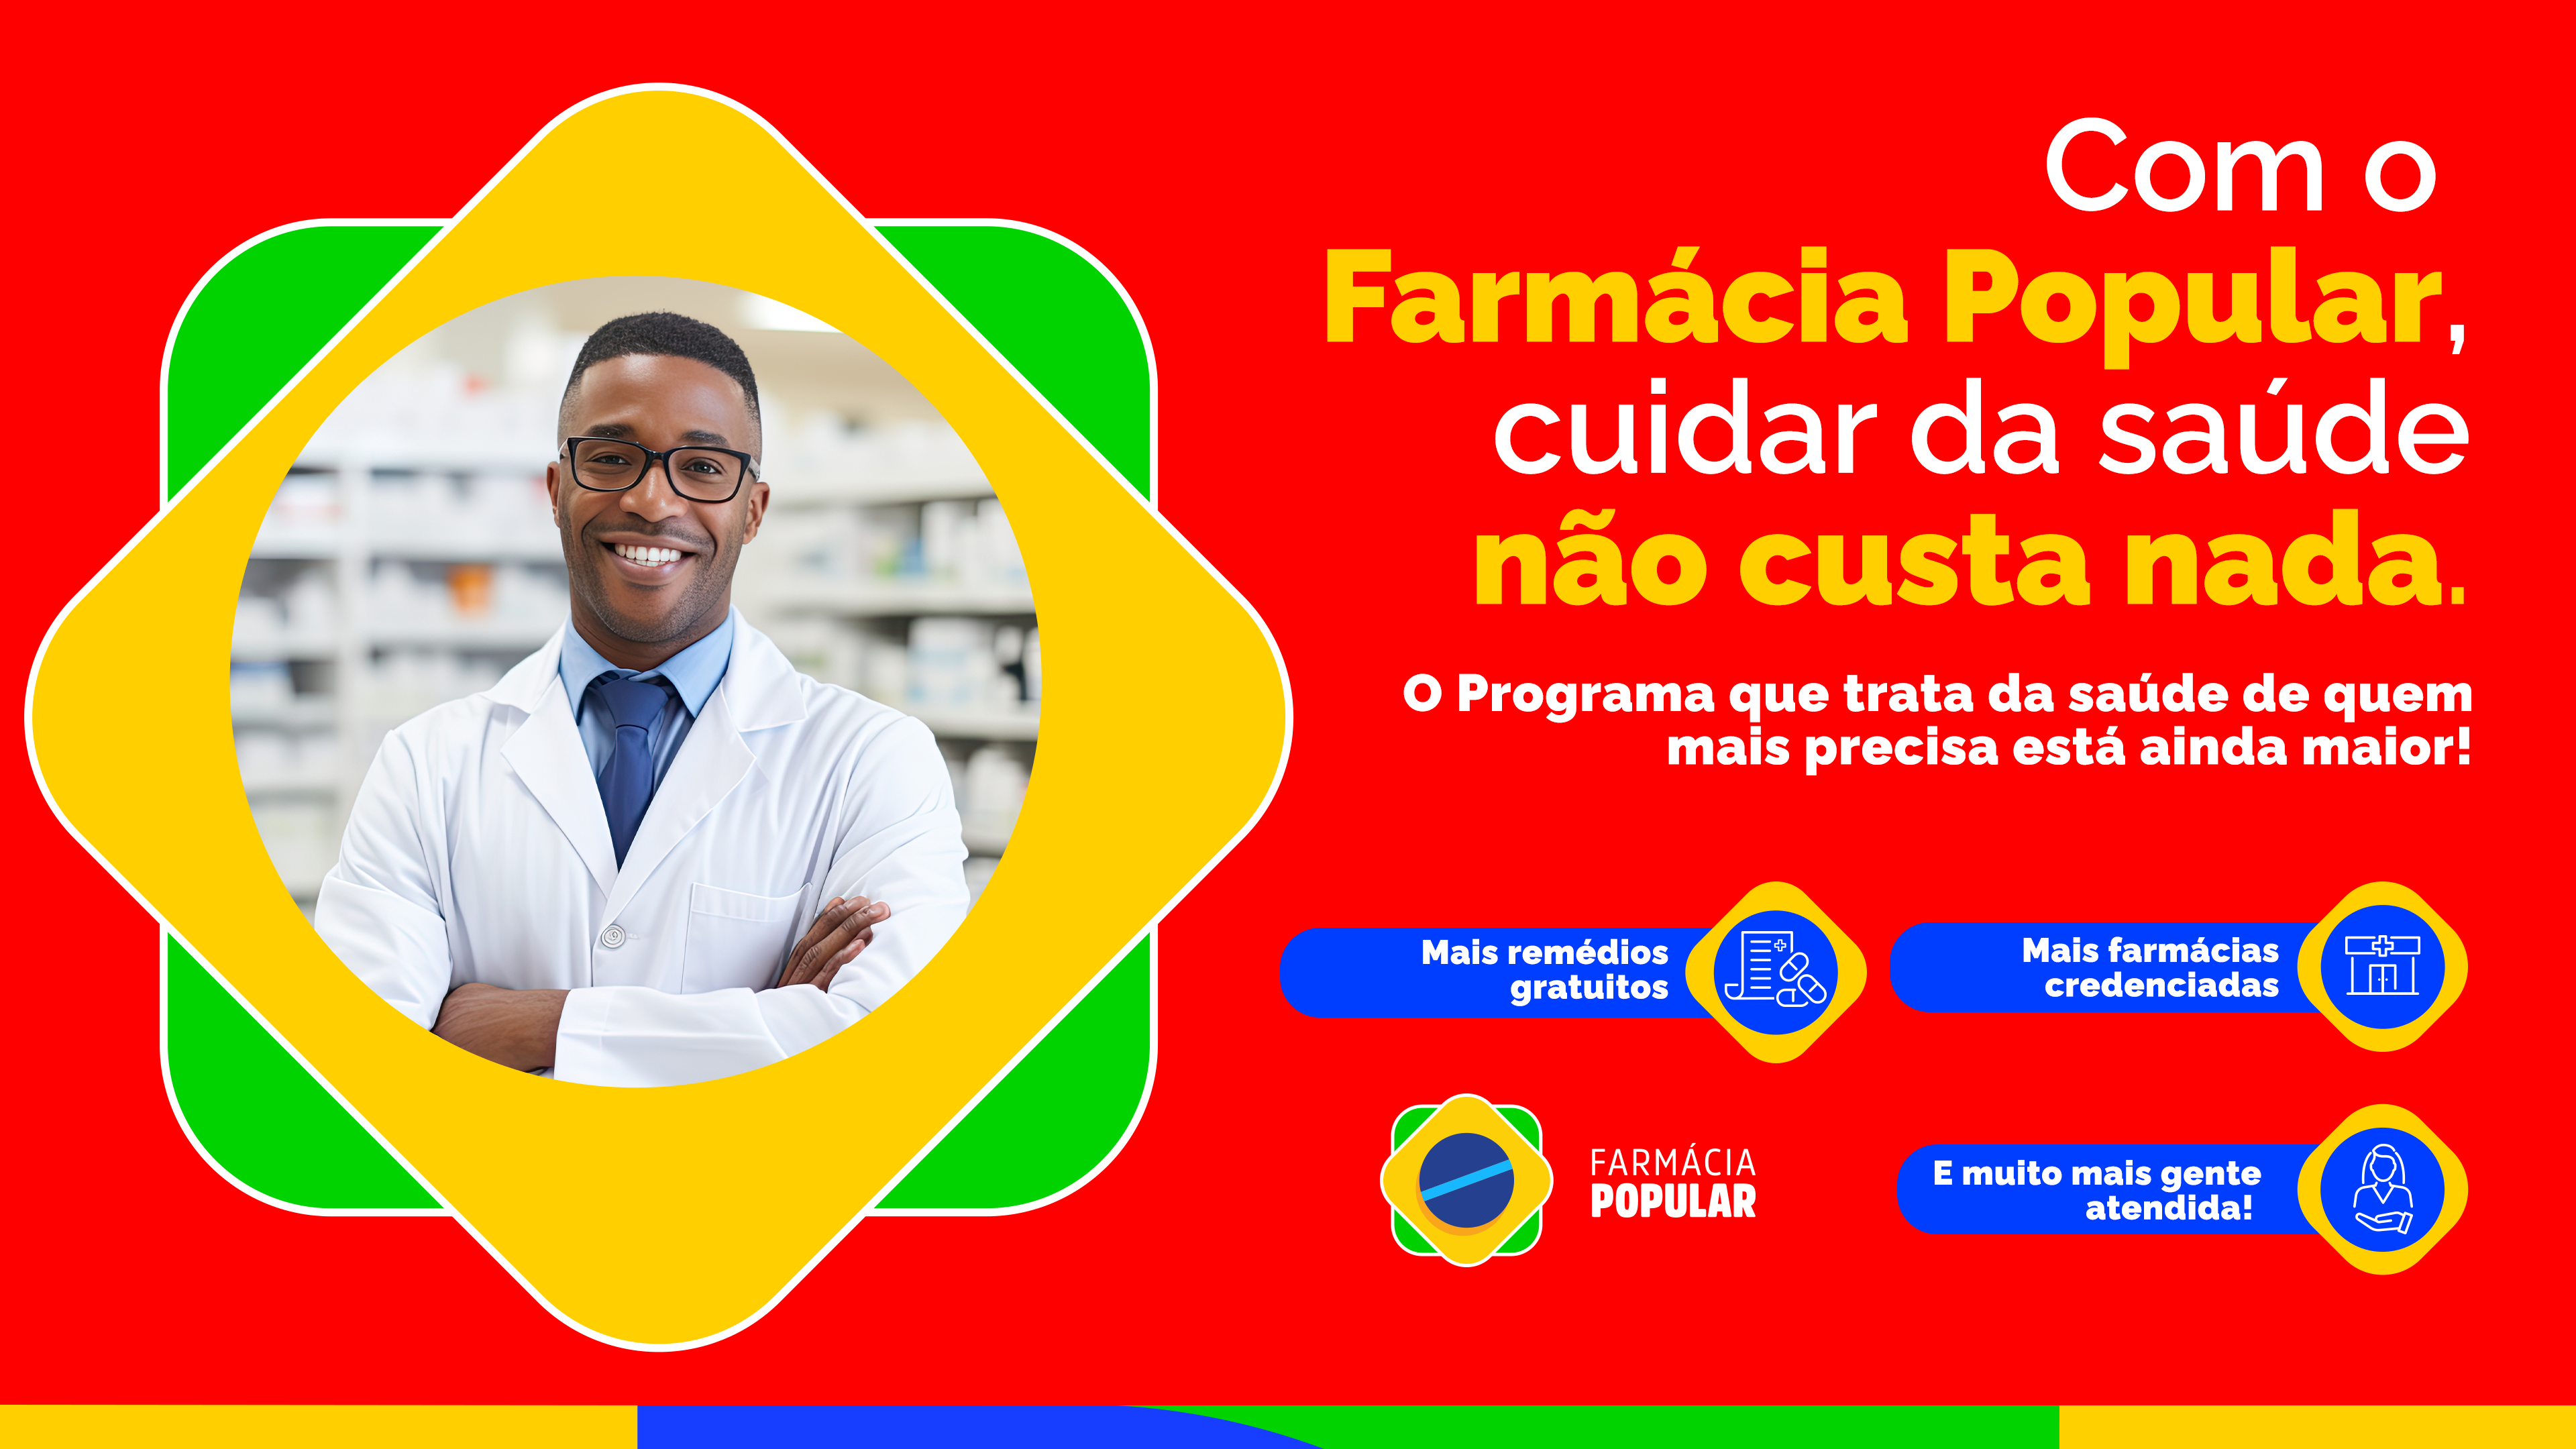 Com o
Farmácia Popular,
cuidar da saúde
não custa nada.
O Programa que trata da saúde de quem
mais precisa está ainda maior!
Mais remédios
gratuitos
Mais farmácias
credenciadas
FARMÁCIA
POPULAR
E muito mais gente
atendida!